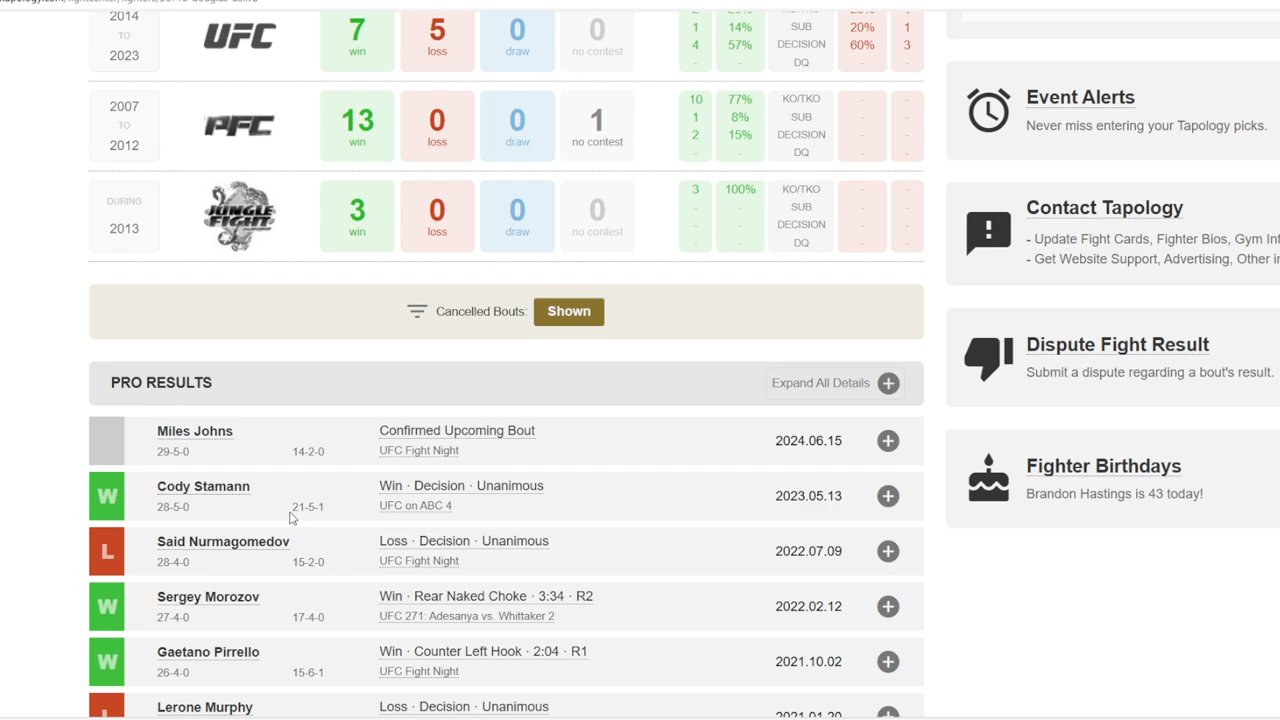 2014
TO
2023
UFC
7
win
5
loss
0
draw
0
no contest
1 14% SUB 20% 1
4 57% DECISION 60% 3
- DQ - -
2007
TO
2012
PFC
13
win
0
loss
0
draw
1
no contest
10 77% KO/TKO - -
1 8% SUB - -
2 15% DECISION - -
- - DQ - -
DURING
2013
JUNGLE
FIGHT
3
win
0
loss
0
draw
0
no contest
3 100% KO/TKO - -
- - SUB - -
- - DECISION - -
- - DQ - -
Cancelled Bouts: Shown
PRO RESULTS
Expand All Details
Miles Johns
29-5-0 14-2-0
Confirmed Upcoming Bout
UFC Fight Night
2024.06.15
W
Cody Stamann
28-5-0 21-5-1
Win · Decision · Unanimous
UFC on ABC 4
2023.05.13
L
Said Nurmagomedov
28-4-0 15-2-0
Loss · Decision · Unanimous
UFC Fight Night
2022.07.09
W
Sergey Morozov
27-4-0 17-4-0
Win · Rear Naked Choke · 3:34 · R2
UFC 271: Adesanya vs. Whittaker 2
2022.02.12
W
Gaetano Pirrello
26-4-0 15-6-1
Win · Counter Left Hook · 2:04 · R1
UFC Fight Night
2021.10.02
L
Lerone Murphy
Loss · Decision · Unanimous
2021.01.20
Event Alerts
Never miss entering your Tapology picks.
Contact Tapology
- Update Fight Cards, Fighter Bios, Gym Inf
- Get Website Support, Advertising, Other in
Dispute Fight Result
Submit a dispute regarding a bout's result.
Fighter Birthdays
Brandon Hastings is 43 today!